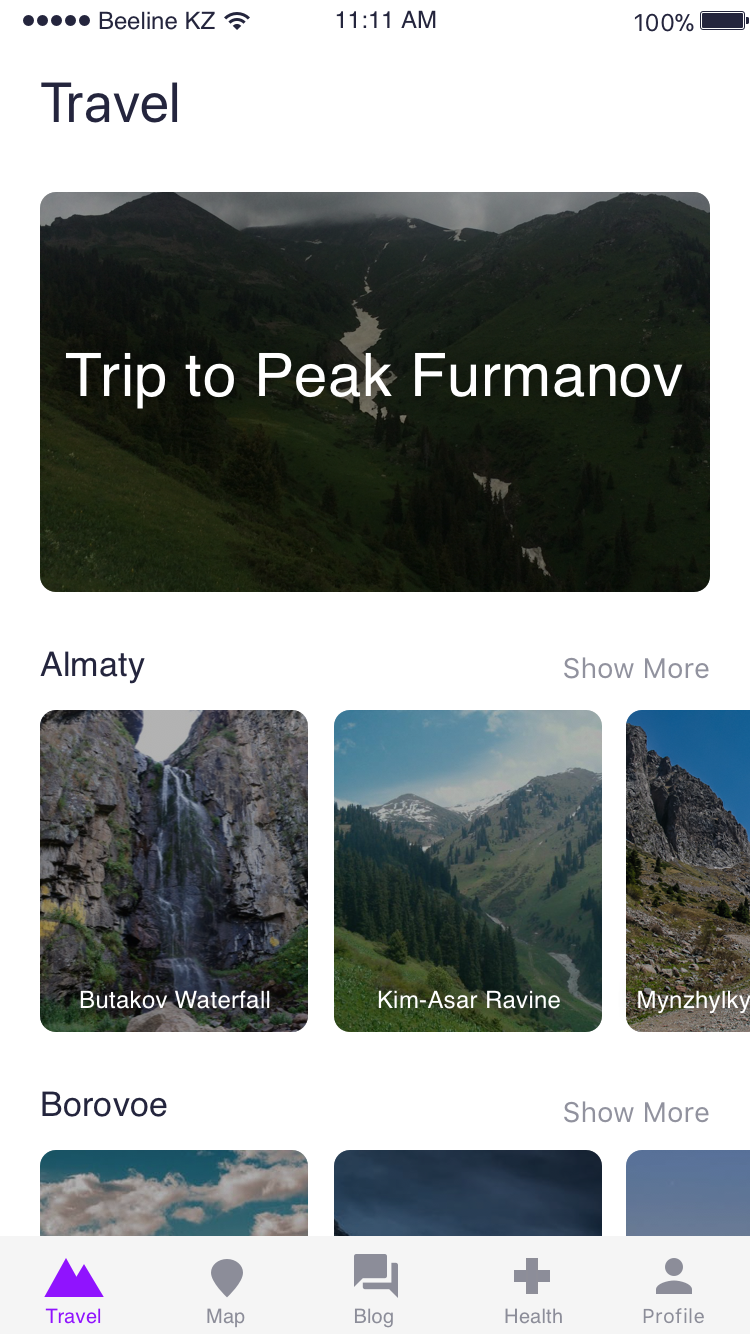 Beeline KZ 11:11 AM 100%
Travel
Trip to Peak Furmanov
Almaty Show More
Butakov Waterfall Kim-Asar Ravine Mynzhylky
Borovoe Show More
Travel Map Blog Health Profile